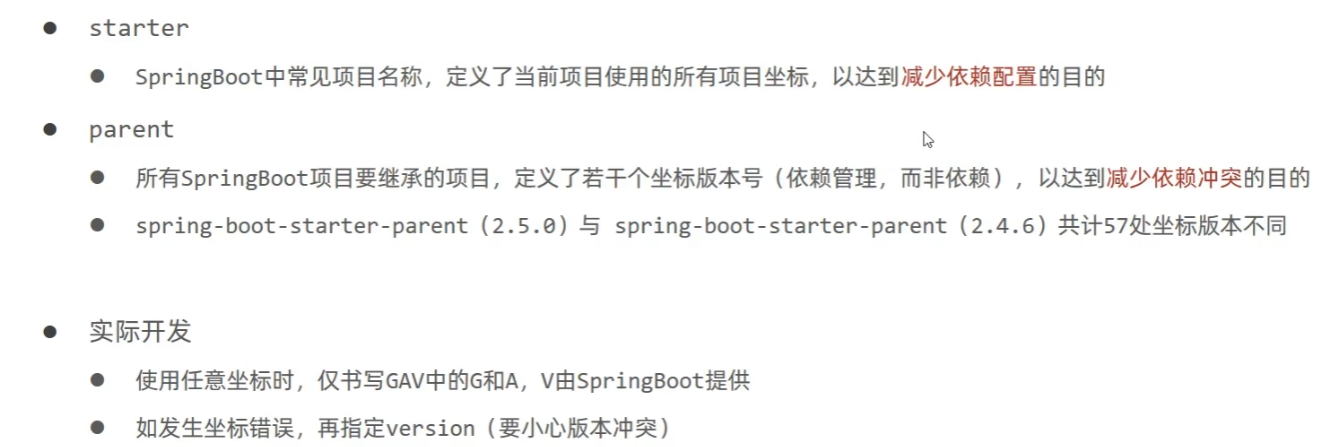 starter
SpringBoot中常见项目名称，定义了当前项目使用的所有项目坐标，以达到减少依赖配置的目的
parent
所有SpringBoot项目要继承的项目，定义了若干个坐标版本号（依赖管理，而非依赖），以达到减少依赖冲突的目的
spring-boot-starter-parent（2.5.0）与 spring-boot-starter-parent（2.4.6）共计57处坐标版本不同
实际开发
使用任意坐标时，仅书写GAV中的G和A，V由SpringBoot提供
如发生坐标错误，再指定version（要小心版本冲突）